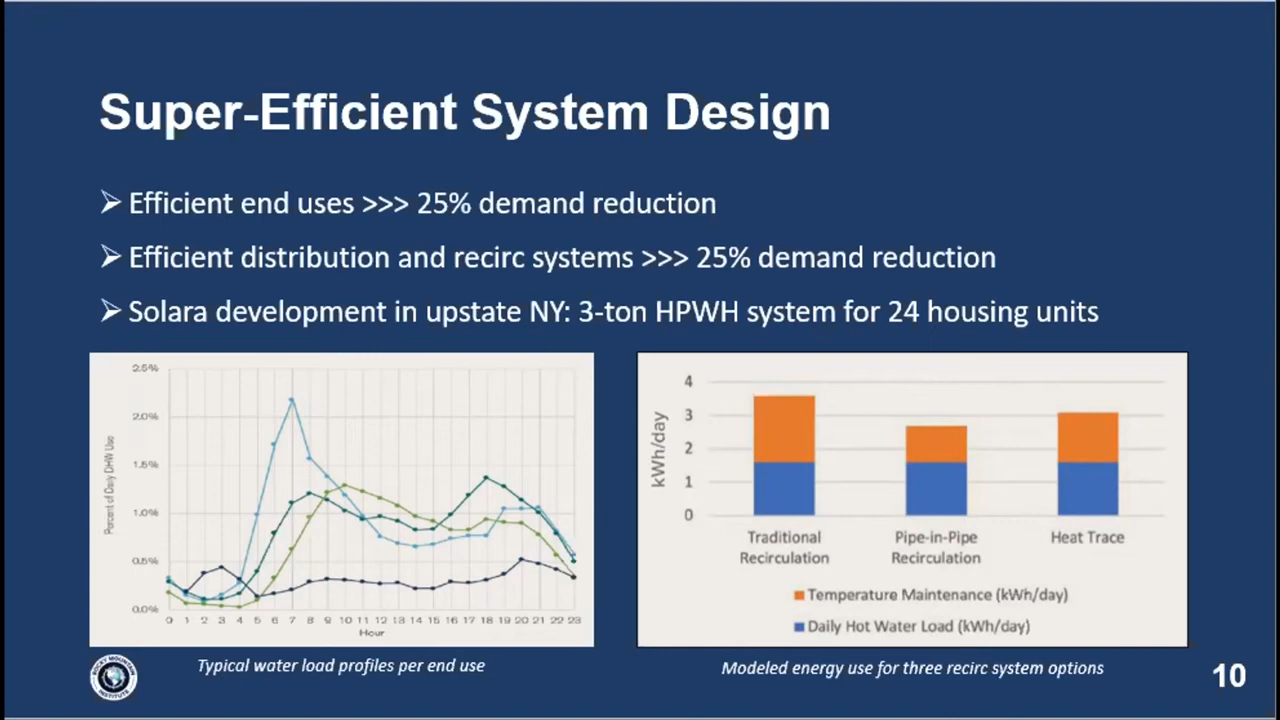 Super-Efficient System Design
➢ Efficient end uses >>> 25% demand reduction
➢ Efficient distribution and recirc systems >>> 25% demand reduction
➢ Solara development in upstate NY: 3-ton HPWH system for 24 housing units
2.5%
2.0%
1.5%
1.0%
0.5%
0.0%
Percent of Daily DHW Use
0 1 2 3 4 5 6 7 8 9 10 11 12 13 14 15 16 17 18 19 20 21 22 23
Hour
4
3
2
1
0
kWh/day
Traditional Recirculation
Pipe-in-Pipe Recirculation
Heat Trace
Temperature Maintenance (kWh/day)
Daily Hot Water Load (kWh/day)
ROCKY MOUNTAIN INSTITUTE
Typical water load profiles per end use
Modeled energy use for three recirc system options
10